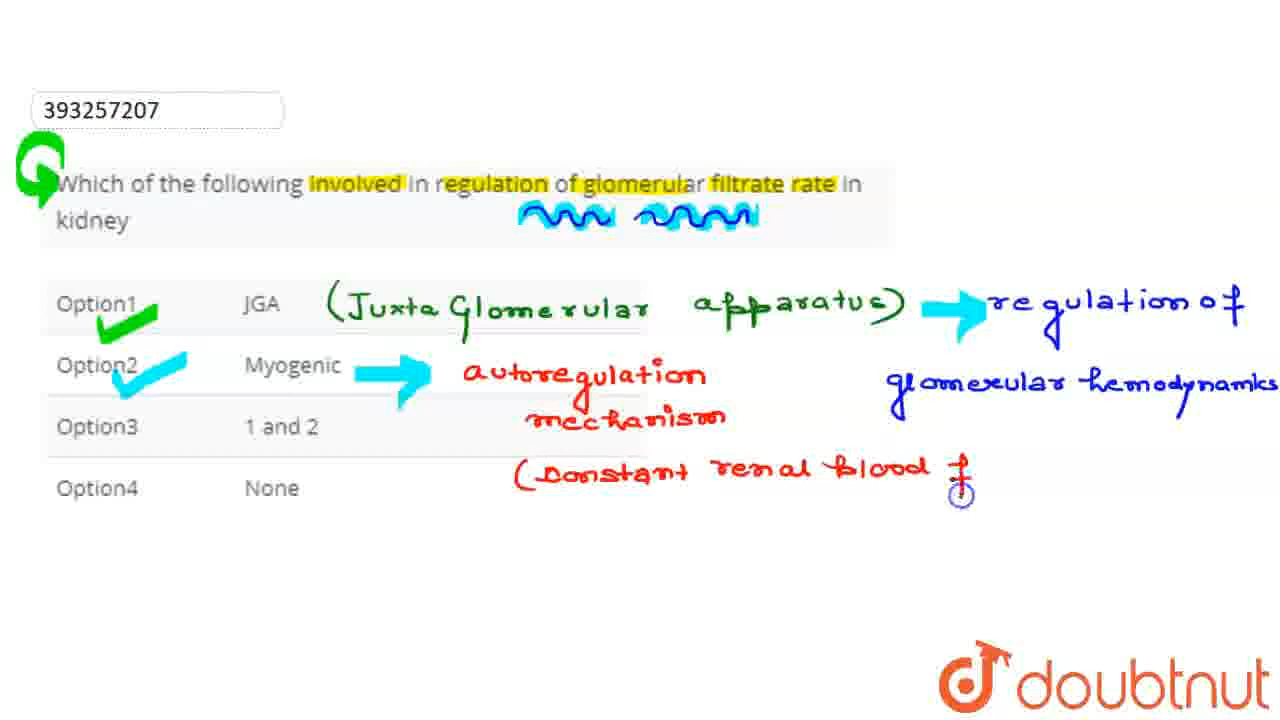 393257207
Which of the following involved in regulation of glomerular filtrate rate in
kidney
Option1 JGA (Juxta Glomerular apparatus) regulation of
glomerular hemodynamics
Option2 Myogenic autoregulation
mechanism
Option3 1 and 2
(constant renal blood f
Option4 None
doubtnut